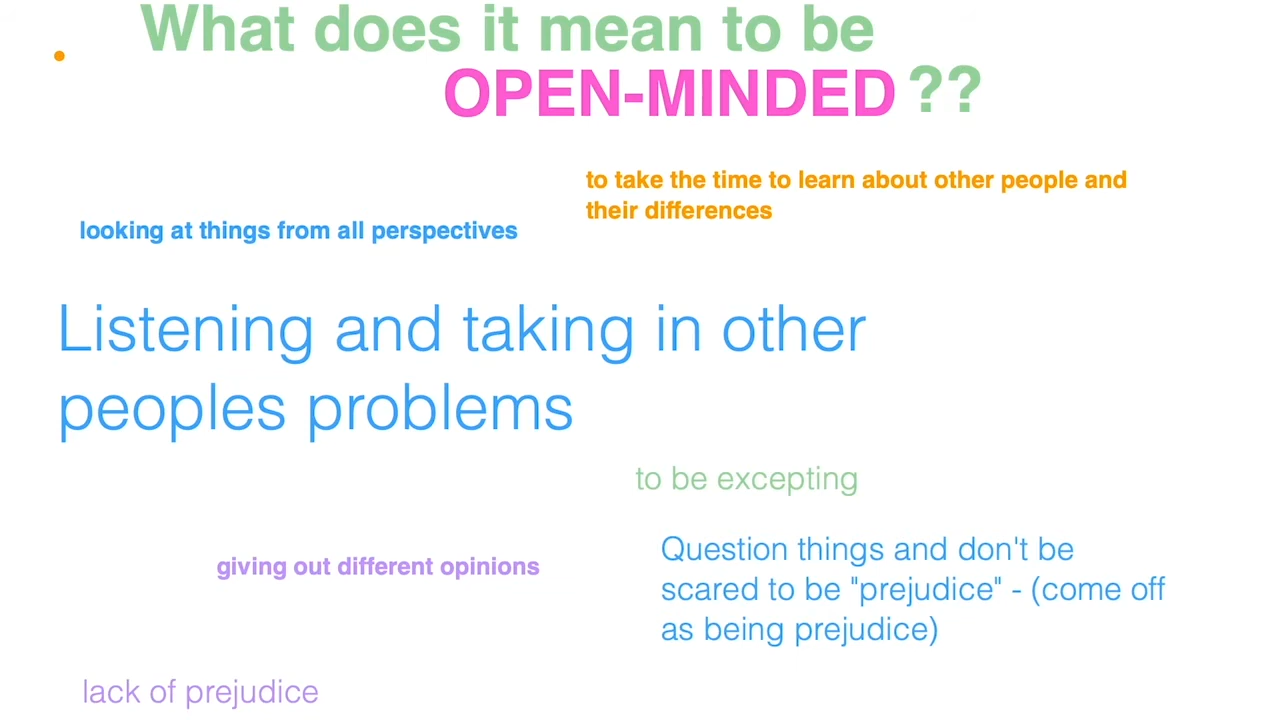 What does it mean to be
OPEN-MINDED ??
to take the time to learn about other people and
their differences
looking at things from all perspectives
Listening and taking in other
peoples problems
to be excepting
Question things and don't be
scared to be "prejudice" - (come off
as being prejudice)
giving out different opinions
lack of prejudice